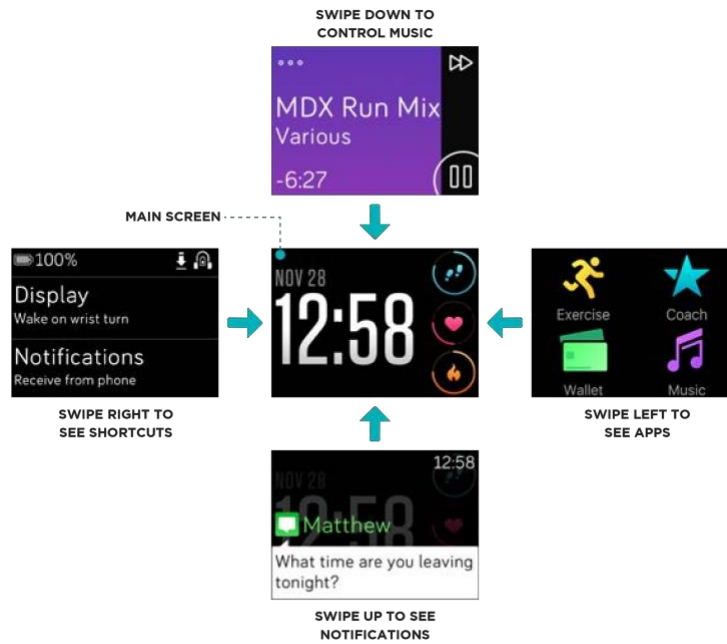 SWIPE DOWN TO
CONTROL MUSIC
MDX Run Mix
Various
-6:27
MAIN SCREEN
100%
Display
Wake on wrist turn
Notifications
Receive from phone
SWIPE RIGHT TO
SEE SHORTCUTS
NOV 28
12:58
Exercise
Coach
Wallet
Music
SWIPE LEFT TO
SEE APPS
12:58
NOV 28
Matthew
What time are you leaving
tonight?
SWIPE UP TO SEE
NOTIFICATIONS